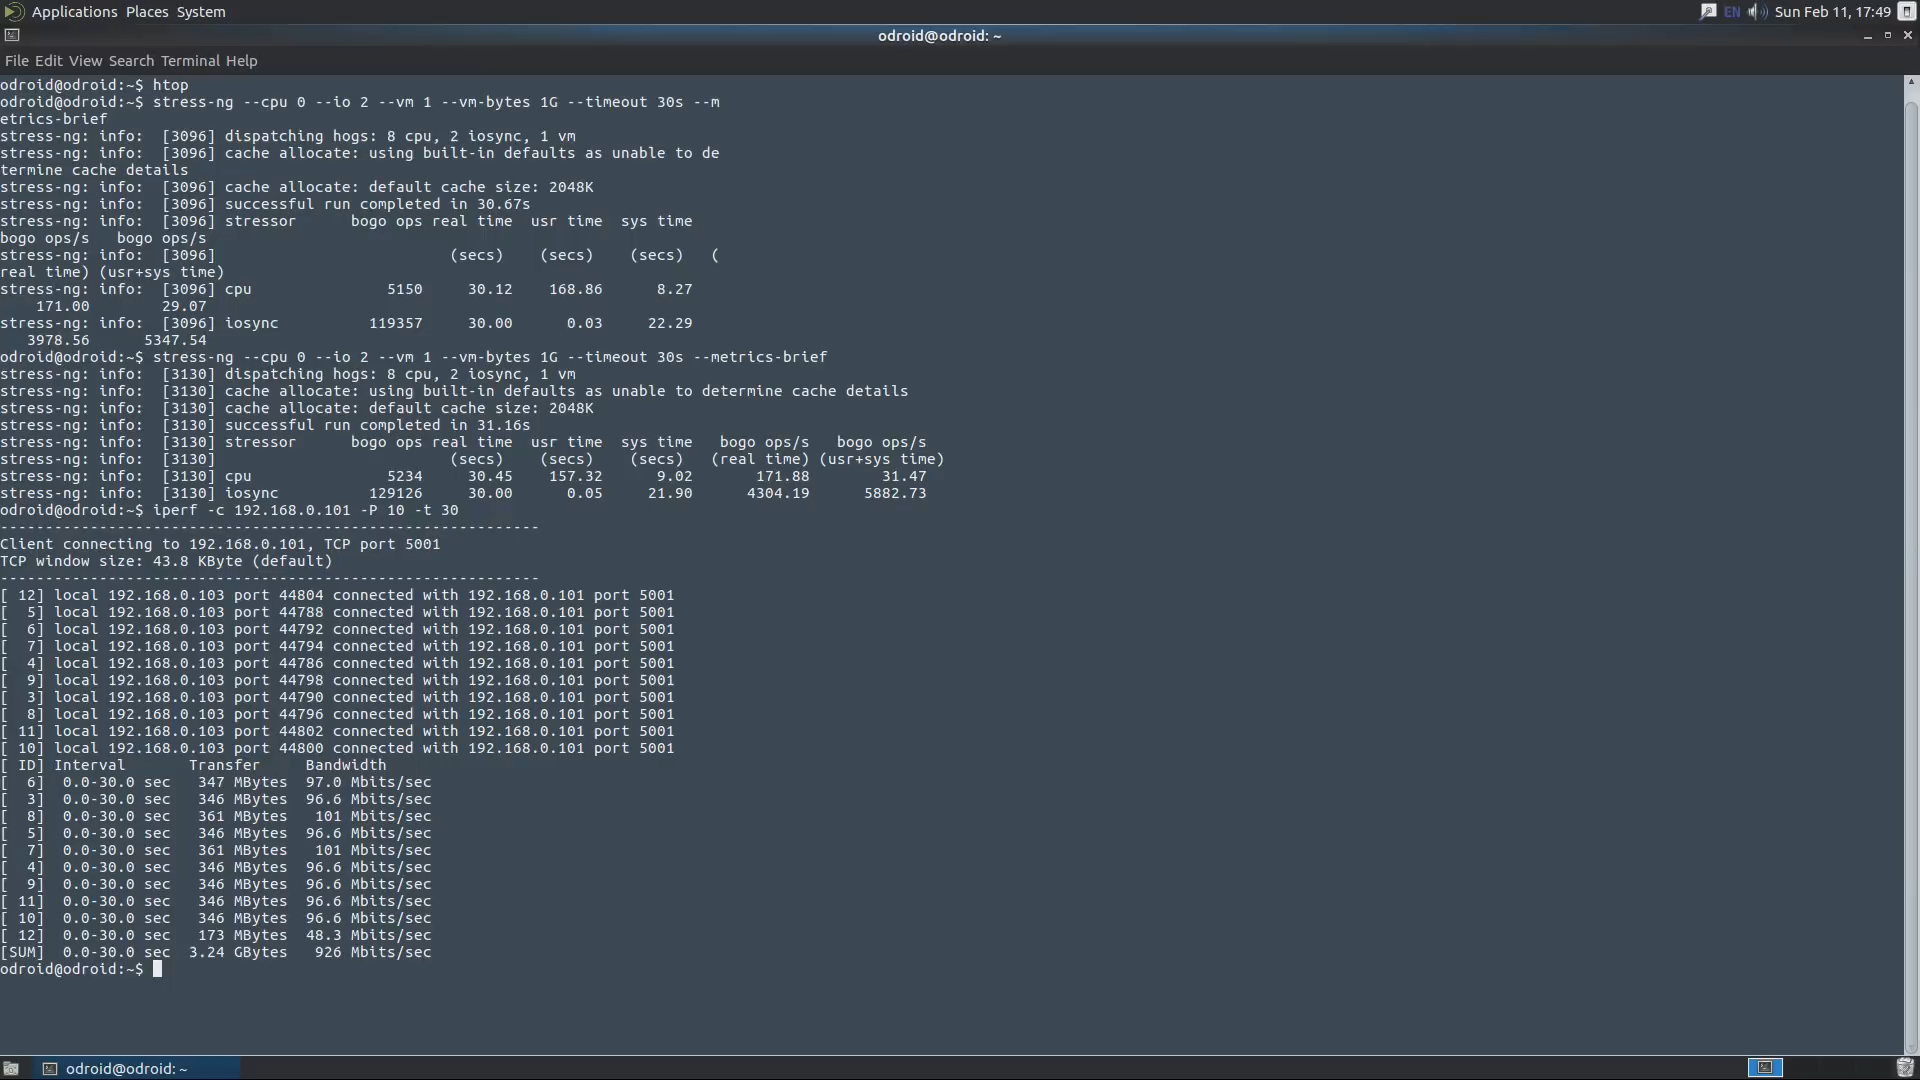 Applications Places System
EN Sun Feb 11, 17:49
odroid@odroid: ~
File Edit View Search Terminal Help
odroid@odroid:~$ htop
odroid@odroid:~$ stress-ng --cpu 0 --io 2 --vm 1 --vm-bytes 1G --timeout 30s --m
etrics-brief
stress-ng: info:  [3096] dispatching hogs: 8 cpu, 2 iosync, 1 vm
stress-ng: info:  [3096] cache allocate: using built-in defaults as unable to de
termine cache details
stress-ng: info:  [3096] cache allocate: default cache size: 2048K
stress-ng: info:  [3096] successful run completed in 30.67s
stress-ng: info:  [3096] stressor      bogo ops real time  usr time  sys time
bogo ops/s   bogo ops/s
stress-ng: info:  [3096]                          (secs)    (secs)    (secs)   (
real time) (usr+sys time)
stress-ng: info:  [3096] cpu               5150     30.12    168.86      8.27
    171.00        29.07
stress-ng: info:  [3096] iosync          119357     30.00      0.03     22.29
   3978.56      5347.54
odroid@odroid:~$ stress-ng --cpu 0 --io 2 --vm 1 --vm-bytes 1G --timeout 30s --metrics-brief
stress-ng: info:  [3130] dispatching hogs: 8 cpu, 2 iosync, 1 vm
stress-ng: info:  [3130] cache allocate: using built-in defaults as unable to determine cache details
stress-ng: info:  [3130] cache allocate: default cache size: 2048K
stress-ng: info:  [3130] successful run completed in 31.16s
stress-ng: info:  [3130] stressor      bogo ops real time  usr time  sys time   bogo ops/s   bogo ops/s
stress-ng: info:  [3130]                          (secs)    (secs)    (secs)   (real time) (usr+sys time)
stress-ng: info:  [3130] cpu               5234     30.45    157.32      9.02       171.88        31.47
stress-ng: info:  [3130] iosync          129126     30.00      0.05     21.90      4304.19      5882.73
odroid@odroid:~$ iperf -c 192.168.0.101 -P 10 -t 30
------------------------------------------------------------
Client connecting to 192.168.0.101, TCP port 5001
TCP window size: 43.8 KByte (default)
------------------------------------------------------------
[ 12] local 192.168.0.103 port 44804 connected with 192.168.0.101 port 5001
[  5] local 192.168.0.103 port 44788 connected with 192.168.0.101 port 5001
[  6] local 192.168.0.103 port 44792 connected with 192.168.0.101 port 5001
[  7] local 192.168.0.103 port 44794 connected with 192.168.0.101 port 5001
[  4] local 192.168.0.103 port 44786 connected with 192.168.0.101 port 5001
[  9] local 192.168.0.103 port 44798 connected with 192.168.0.101 port 5001
[  3] local 192.168.0.103 port 44790 connected with 192.168.0.101 port 5001
[  8] local 192.168.0.103 port 44796 connected with 192.168.0.101 port 5001
[ 11] local 192.168.0.103 port 44802 connected with 192.168.0.101 port 5001
[ 10] local 192.168.0.103 port 44800 connected with 192.168.0.101 port 5001
[ ID] Interval       Transfer     Bandwidth
[  6]  0.0-30.0 sec   347 MBytes  97.0 Mbits/sec
[  3]  0.0-30.0 sec   346 MBytes  96.6 Mbits/sec
[  8]  0.0-30.0 sec   361 MBytes   101 Mbits/sec
[  5]  0.0-30.0 sec   346 MBytes  96.6 Mbits/sec
[  7]  0.0-30.0 sec   361 MBytes   101 Mbits/sec
[  4]  0.0-30.0 sec   346 MBytes  96.6 Mbits/sec
[  9]  0.0-30.0 sec   346 MBytes  96.6 Mbits/sec
[ 11]  0.0-30.0 sec   346 MBytes  96.6 Mbits/sec
[ 10]  0.0-30.0 sec   346 MBytes  96.6 Mbits/sec
[ 12]  0.0-30.0 sec   173 MBytes  48.3 Mbits/sec
[SUM]  0.0-30.0 sec  3.24 GBytes   926 Mbits/sec
odroid@odroid:~$
odroid@odroid: ~